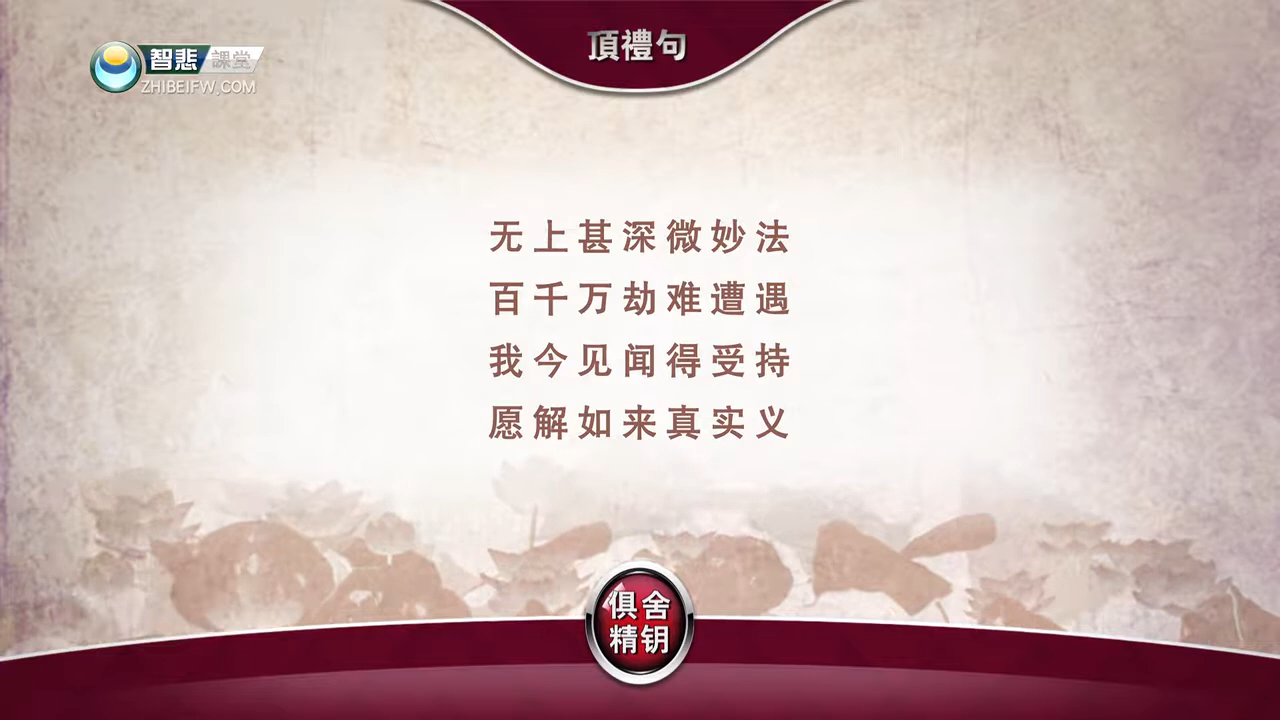 頂禮句
智悲課堂
ZHIBEIFW.COM
无上甚深微妙法
百千万劫难遭遇
我今见闻得受持
愿解如来真实义
俱舍
精钥